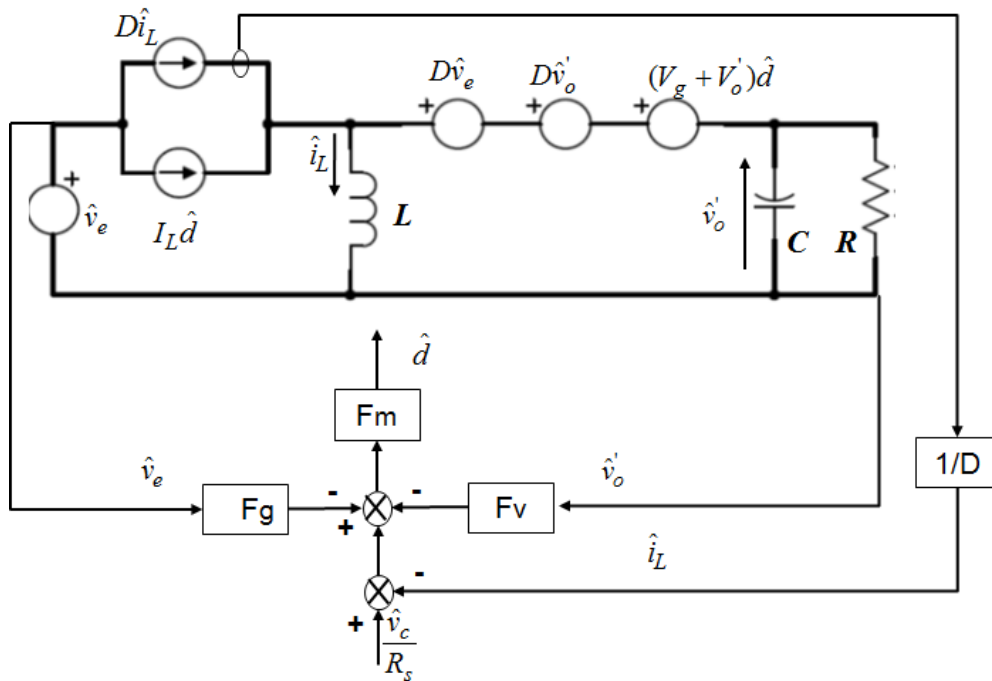 Dî_L
Dv̂_e
Dv̂_o'
(V_g + V_o')d̂
+
+
+
î_L
+
v̂_e
I_L d̂
L
v̂_o'
C
R
d̂
Fm
v̂_e
v̂_o'
1/D
Fg
-
-
Fv
+
î_L
-
+
v̂_c
R_s